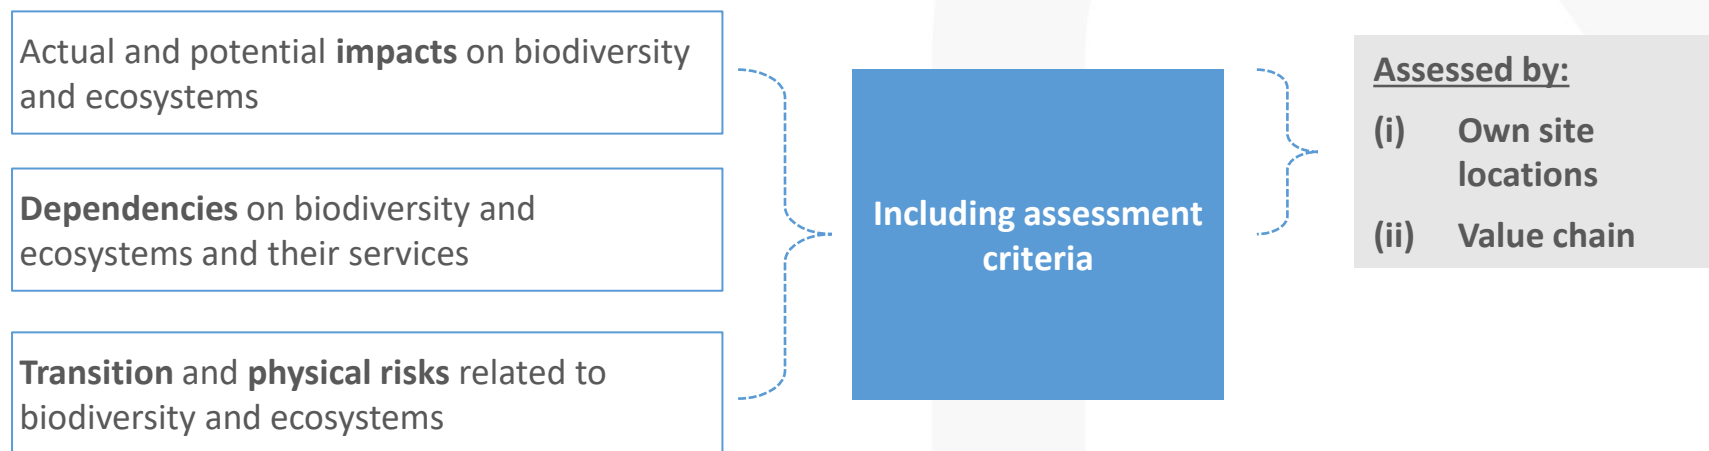 Actual and potential impacts on biodiversity
and ecosystems
Dependencies on biodiversity and
ecosystems and their services
Transition and physical risks related to
biodiversity and ecosystems
Including assessment
criteria
Assessed by:
(i) Own site
locations
(ii) Value chain